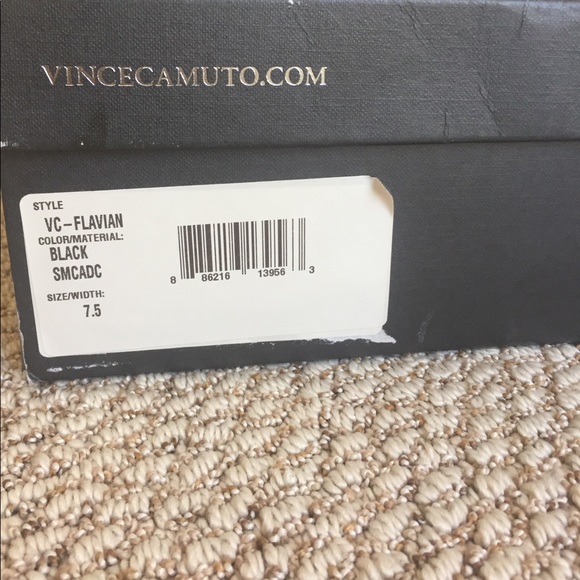 VINCECAMUTO.COM
STYLE
VC-FLAVIAN
COLOR/MATERIAL:
BLACK
SMCADC
SIZE/WIDTH:
7.5
8 86216 13956 3